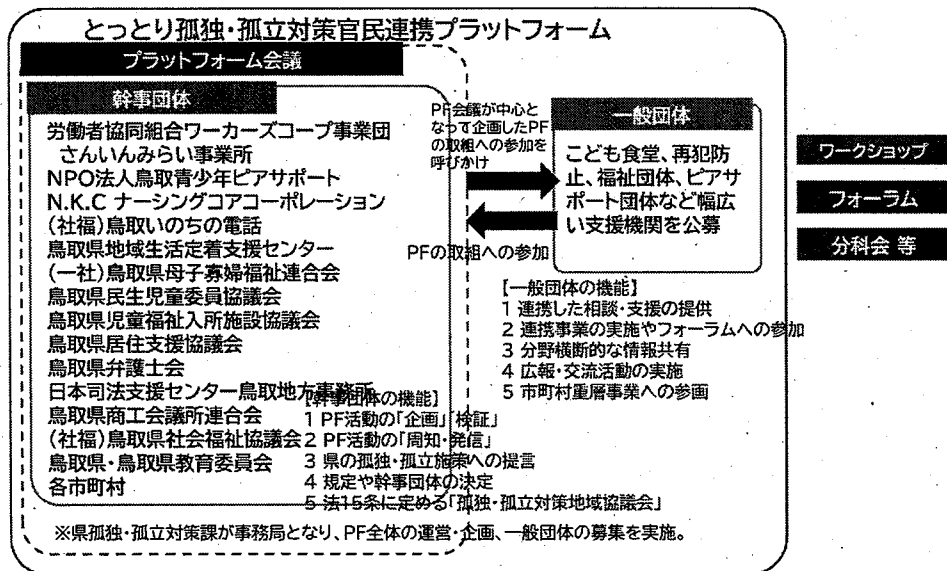 とっとり孤独・孤立対策官民連携プラットフォーム
プラットフォーム会議
幹事団体
労働者協同組合ワーカーズコープ事業団
さんいんみらい事業所
NPO法人鳥取青少年ピアサポート
N.K.C ナーシングコアコーポレーション
(社福)鳥取いのちの電話
鳥取県地域生活定着支援センター
(一社)鳥取県母子寡婦福祉連合会
鳥取県民生児童委員協議会
鳥取県児童福祉入所施設協議会
鳥取県居住支援協議会
鳥取県弁護士会
日本司法支援センター鳥取地方事務所
鳥取県商工会議所連合会
(社福)鳥取県社会福祉協議会
鳥取県・鳥取県教育委員会
各市町村
【幹事団体の機能】
1 PF活動の「企画」「検証」
2 PF活動の「周知・発信」
3 県の孤独・孤立施策への提言
4 規定や幹事団体の決定
5 法15条に定める「孤独・孤立対策地域協議会」
PF会議が中心と
なって企画したPF
の取組への参加を
呼びかけ
PFの取組への参加
一般団体
こども食堂、再犯防
止、福祉団体、ピアサ
ポート団体など幅広
い支援機関を公募
【一般団体の機能】
1 連携した相談・支援の提供
2 連携事業の実施やフォーラムへの参加
3 分野横断的な情報共有
4 広報・交流活動の実施
5 市町村重層事業への参画
ワークショップ
フォーラム
分科会 等
※県孤独・孤立対策課が事務局となり、PF全体の運営・企画、一般団体の募集を実施。